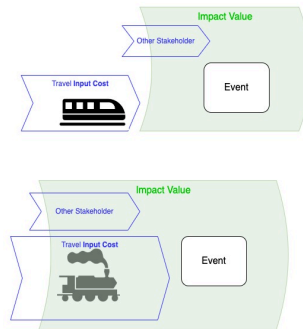 Impact Value
Other Stakeholder
Travel Input Cost
Event
Impact Value
Other Stakeholder
Travel Input Cost
Event